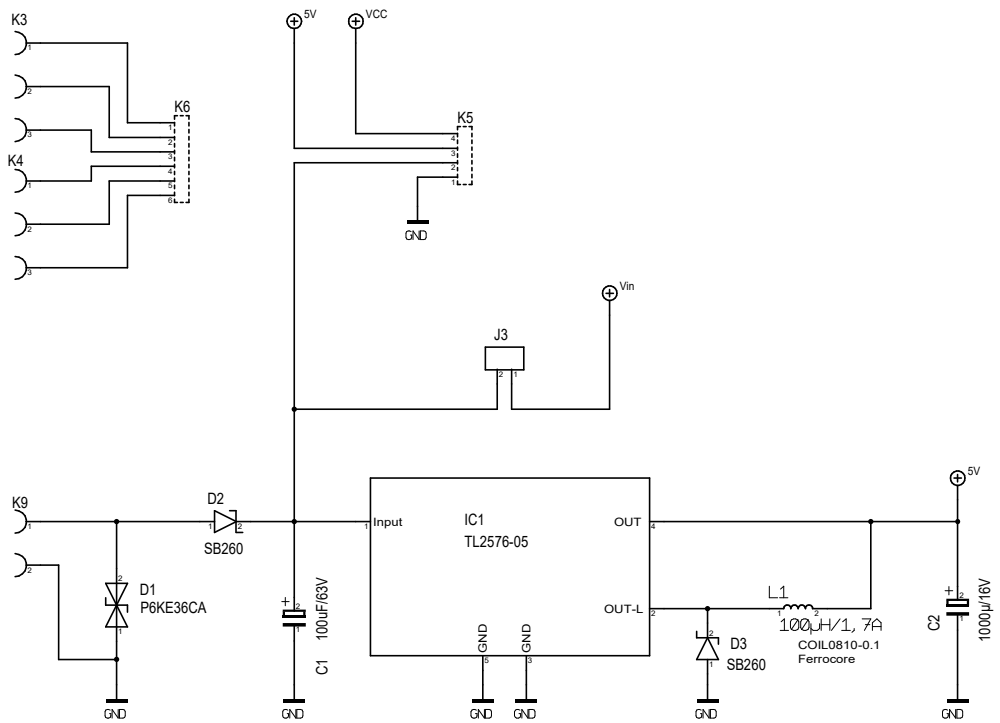 K3
1
2
3
K4
1
2
3
K6
1
2
3
4
5
6
5V
VCC
K5
4
3
2
1
GND
Vin
J3
2 1
K9
1
2
D2
1 2
SB260
2
D1
P6KE36CA
1
GND
+
2
1
100uF/63V
C1
GND
1
Input
IC1
TL2576-05
OUT
4
OUT-L
2
GND
5
GND
3
GND
GND
L1
1 2
100µH/1,7A
COIL0810-0.1
Ferrocore
2
D3
1
SB260
GND
5V
+
2
1
C2
1000µ/16V
GND